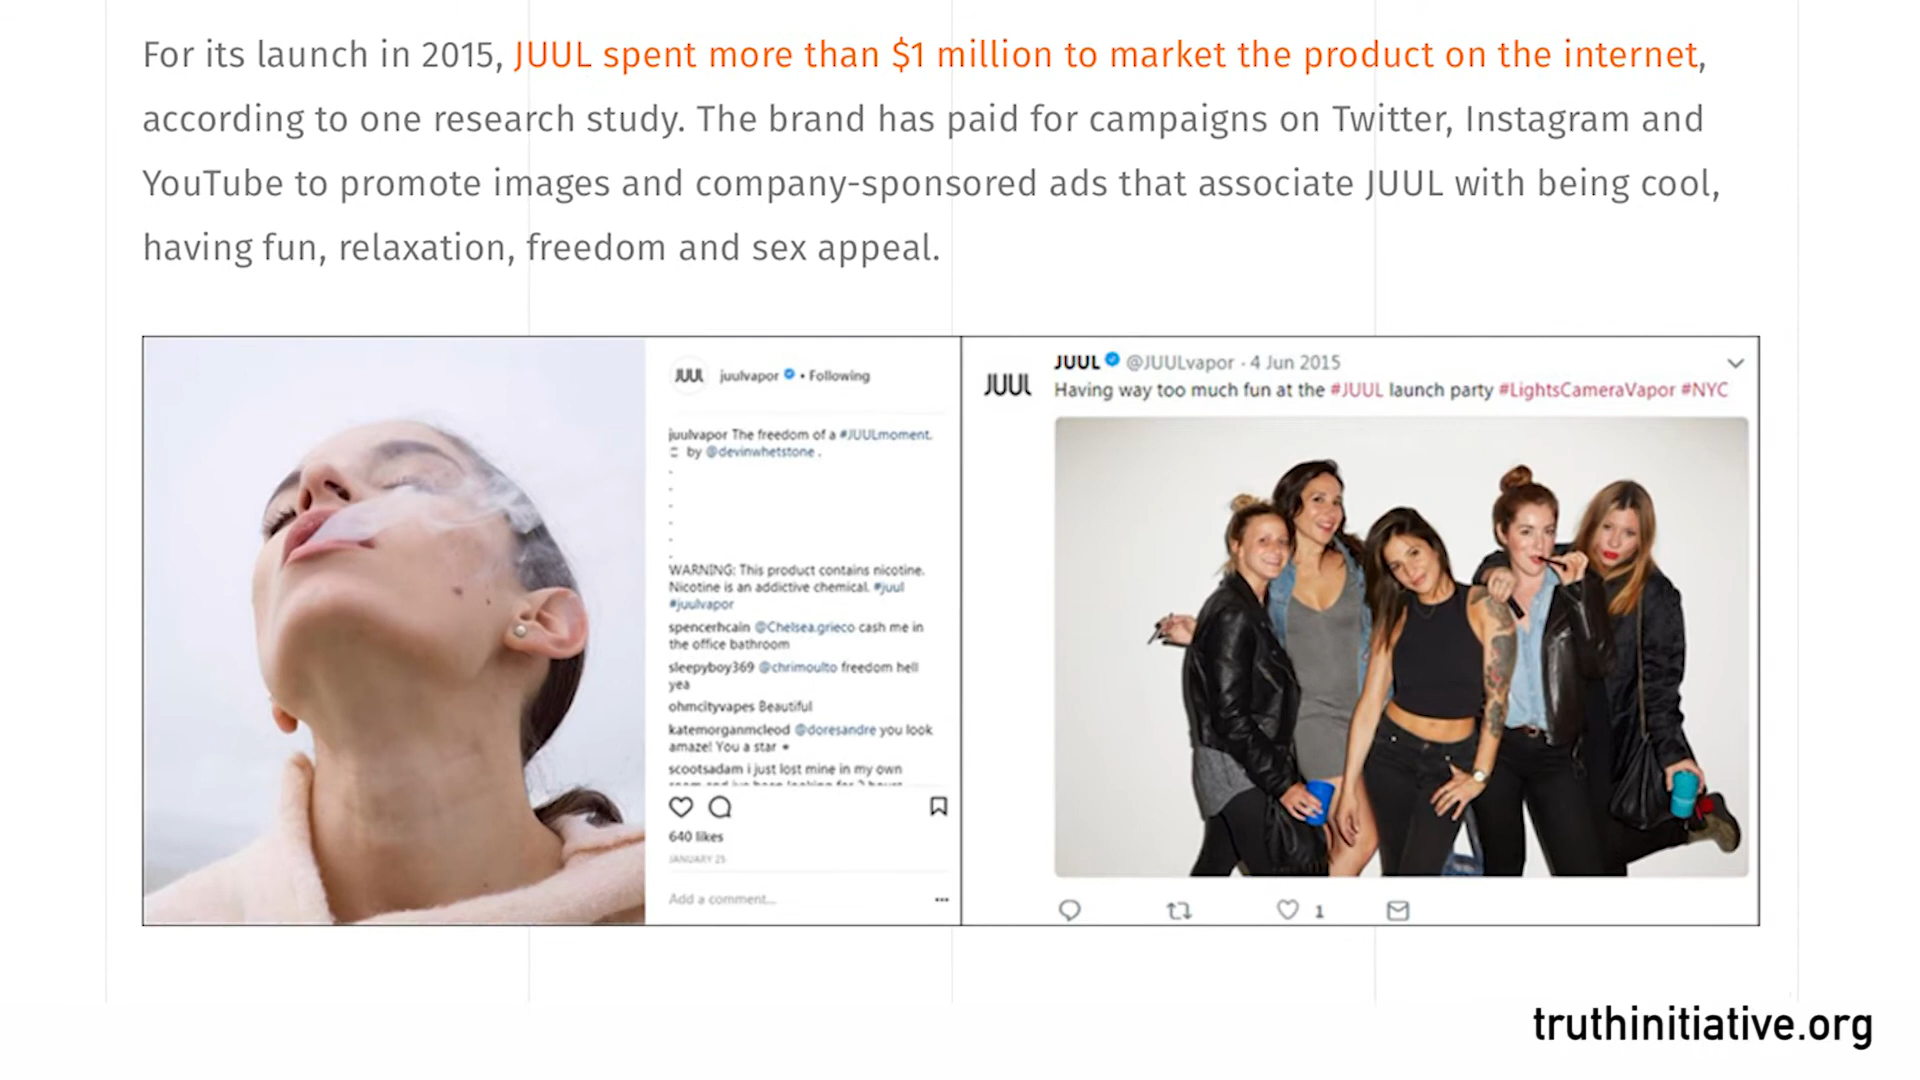 For its launch in 2015, JUUL spent more than $1 million to market the product on the internet,
according to one research study. The brand has paid for campaigns on Twitter, Instagram and
YouTube to promote images and company-sponsored ads that associate JUUL with being cool,
having fun, relaxation, freedom and sex appeal.
JUUL
juulvapor • Following
juulvapor The freedom of a #JUULmoment.
by @devinwhetstone .
WARNING: This product contains nicotine.
Nicotine is an addictive chemical. #juul
#juulvapor
spencerhcain @Chelsea.grieco cash me in
the office bathroom
sleepyboy369 @chrimoulto freedom hell
yea
ohmcityvapes Beautiful
katemorganmcleod @doresandre you look
amaze! You a star
scootsadam i just lost mine in my own
640 likes
JANUARY 25
Add a comment...
JUUL
JUUL @JUULvapor · 4 Jun 2015
Having way too much fun at the #JUUL launch party #LightsCameraVapor #NYC
1
truthinitiative.org